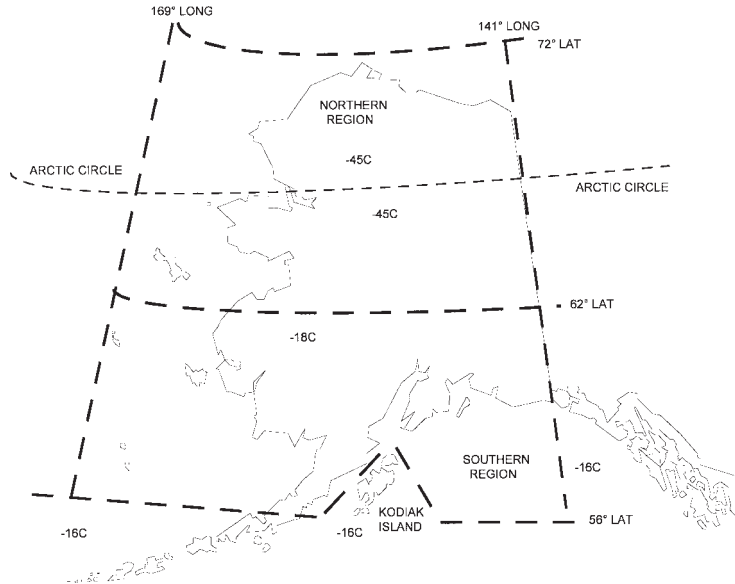 169° LONG
141° LONG
72° LAT
NORTHERN
REGION
-45C
ARCTIC CIRCLE
ARCTIC CIRCLE
-45C
62° LAT
-18C
SOUTHERN
REGION
-16C
-16C
-16C
KODIAK
ISLAND
56° LAT